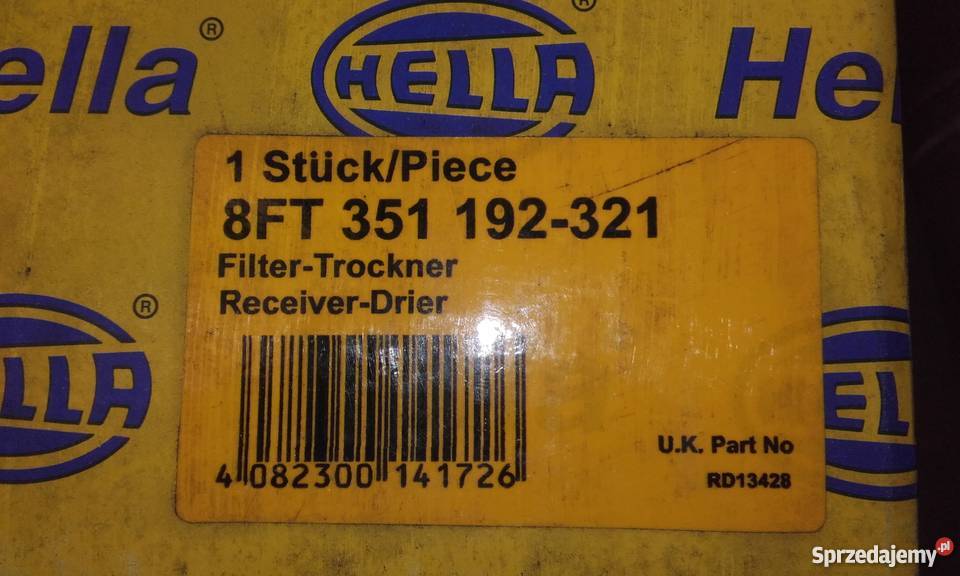 ella®
HELLA®
He
1 Stück/Piece
8FT 351 192-321
Filter-Trockner
Receiver-Drier
®
LLA
EL
4 082300 141726
U.K. Part No
RD13428
Sprzedajemy.pl